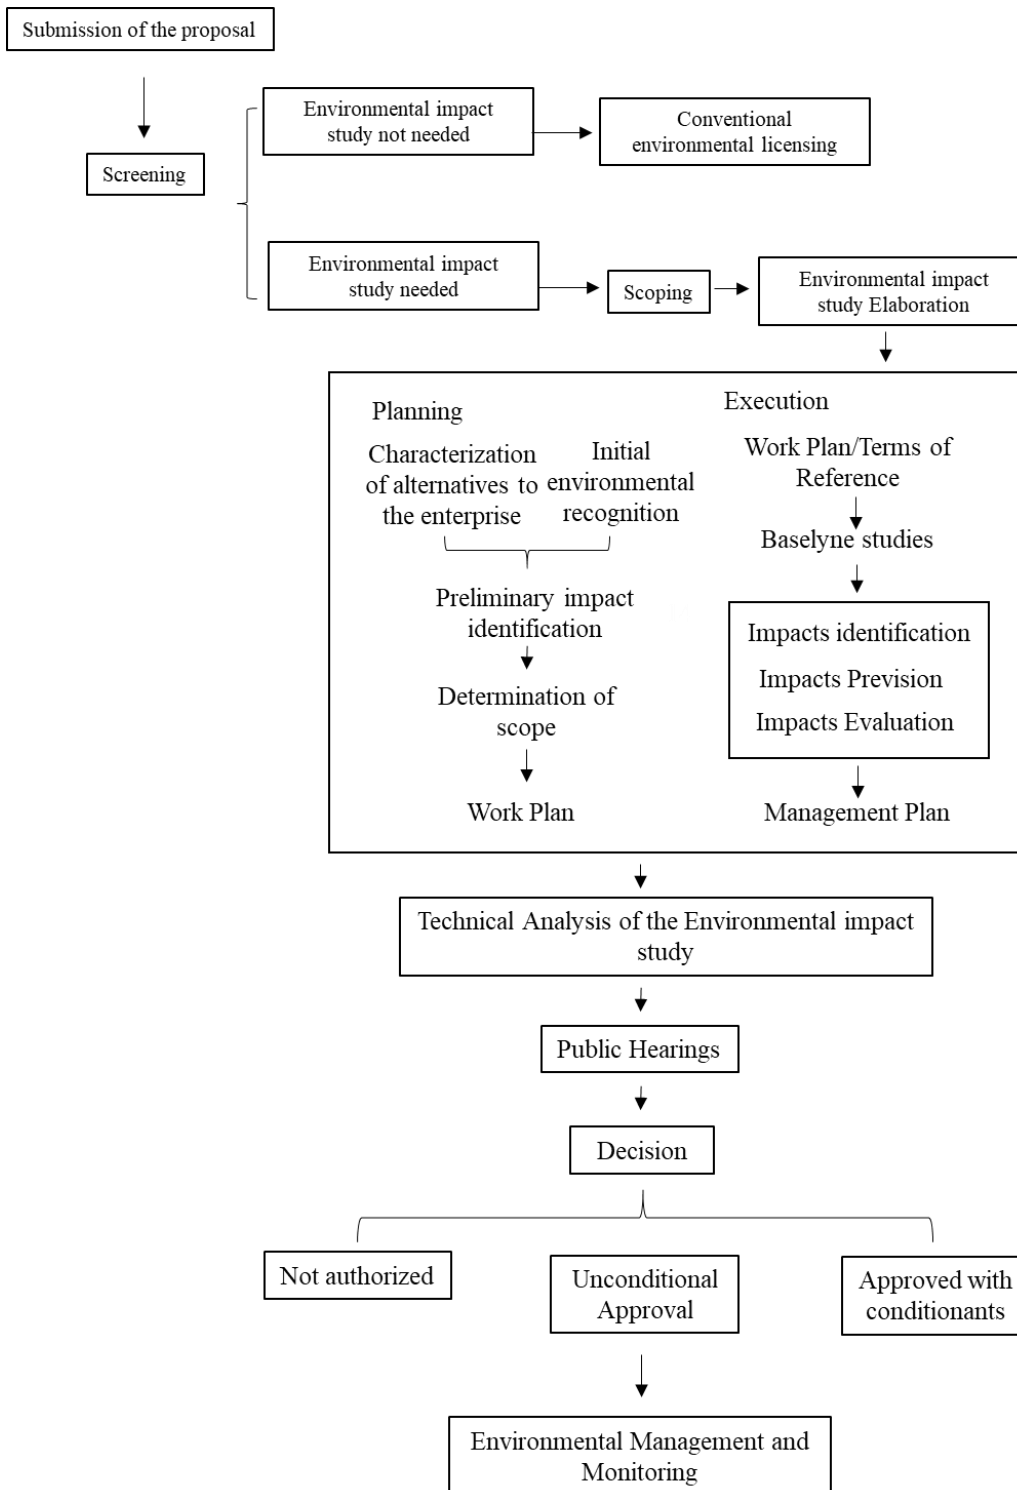 Submission of the proposal
Environmental impact
study not needed
Conventional
environmental licensing
Screening
Environmental impact
study needed
Scoping
Environmental impact
study Elaboration
Planning
Characterization
of alternatives to
the enterprise
Initial
environmental
recognition
Preliminary impact
identification
Determination of
scope
Work Plan
Execution
Work Plan/Terms of
Reference
Baselyne studies
Impacts identification
Impacts Prevision
Impacts Evaluation
Management Plan
Technical Analysis of the Environmental impact
study
Public Hearings
Decision
Not authorized
Unconditional
Approval
Approved with
conditionants
Environmental Management and
Monitoring